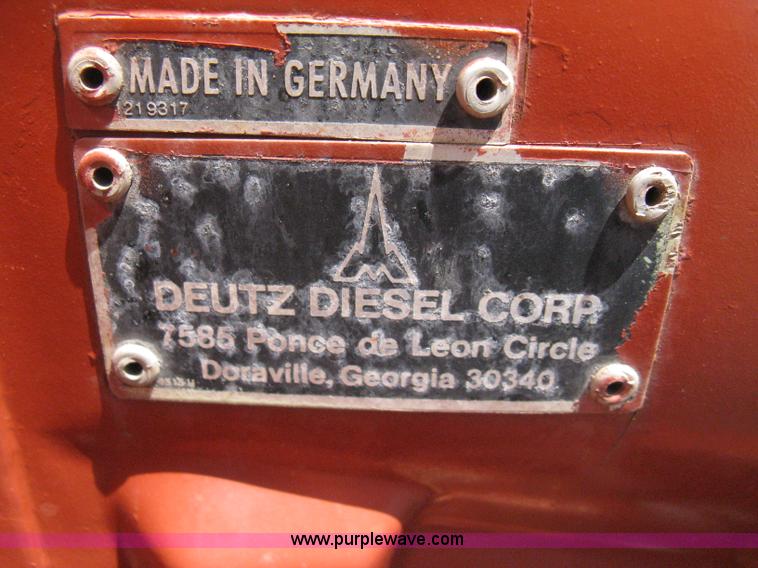 MADE IN GERMANY
219317
DEUTZ DIESEL CORP.
7585 Ponce de Leon Circle
Doraville, Georgia 30340
www.purplewave.com